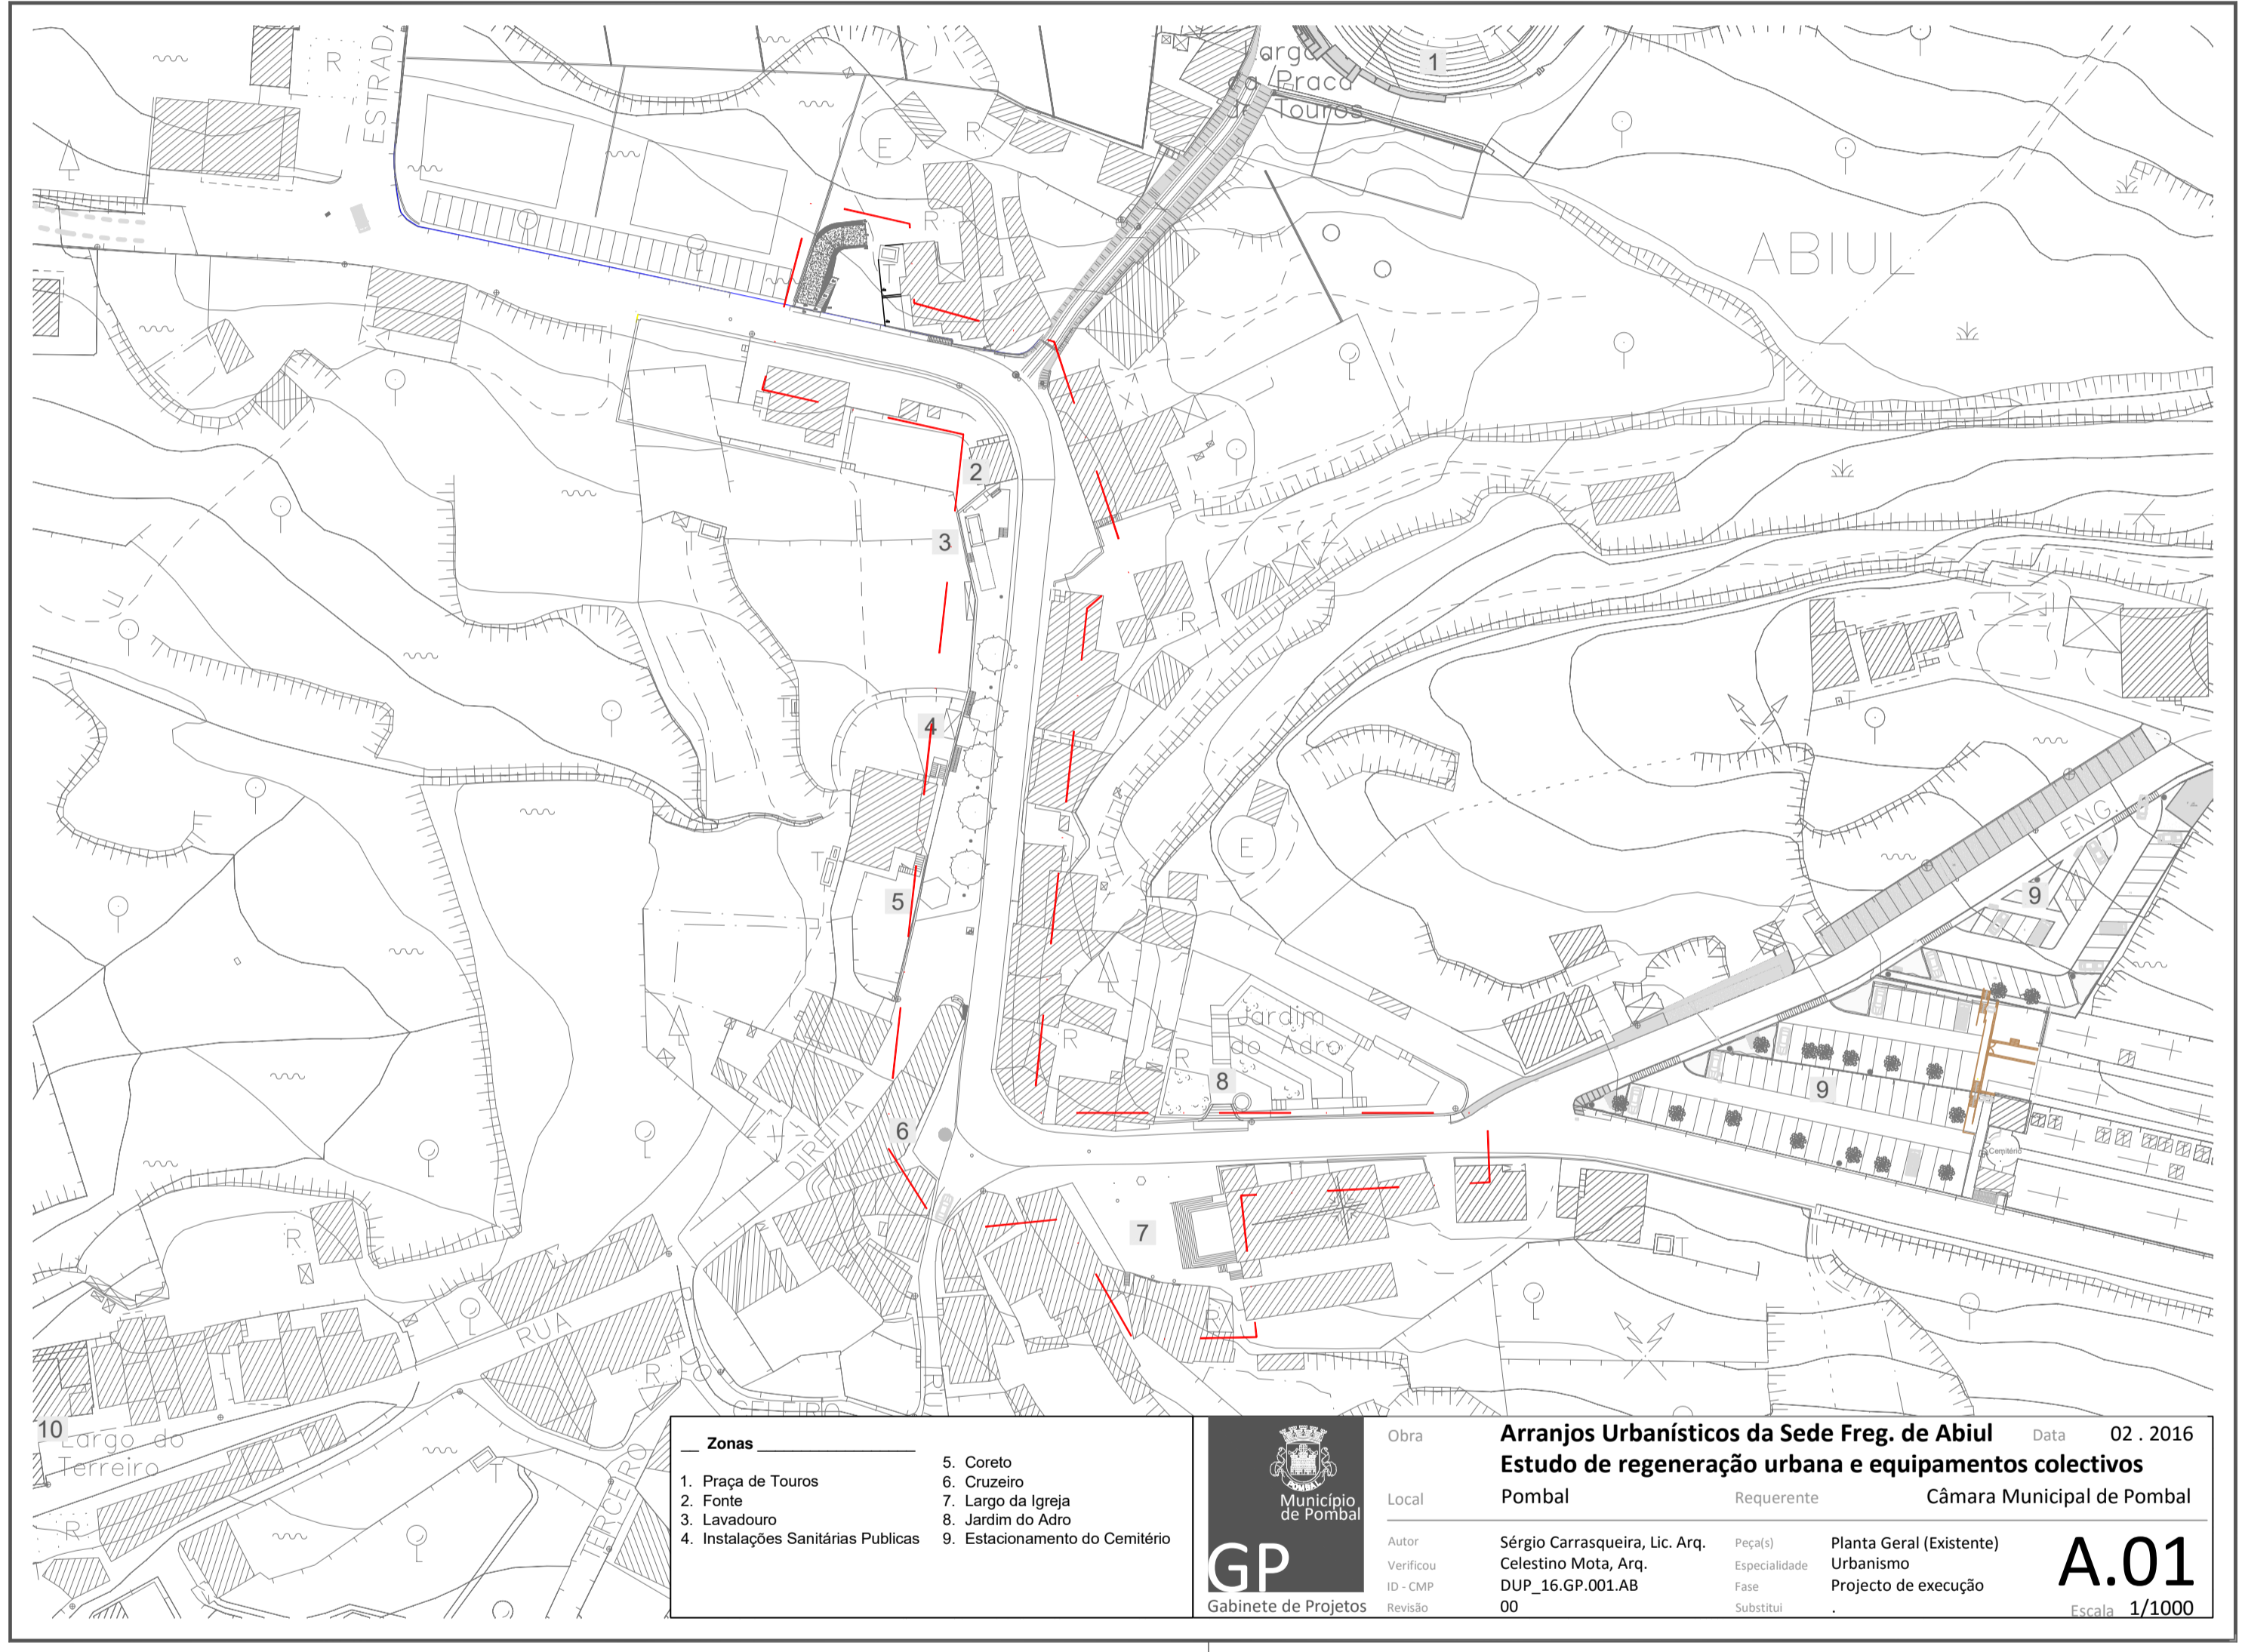 ESTRADA
R
Largo
da Praca
de Touros
1
E
R
R
T
ABIUL
2
3
R
T
4
T
5
E
ENG.
9
R
R
Jardim
do Adro
8
9
Cemitério
DIREITA
6
7
R
T
R
RUA
R
R
CELEIRO
10
Largo do
Terreiro
T
R
TERCEIRO
Zonas
1. Praça de Touros
2. Fonte
3. Lavadouro
4. Instalações Sanitárias Publicas
5. Coreto
6. Cruzeiro
7. Largo da Igreja
8. Jardim do Adro
9. Estacionamento do Cemitério
POMBAL
Município
de Pombal
GP
Gabinete de Projetos
Obra Arranjos Urbanísticos da Sede Freg. de Abiul Data 02 . 2016
Estudo de regeneração urbana e equipamentos colectivos
Local Pombal Requerente Câmara Municipal de Pombal
Autor Sérgio Carrasqueira, Lic. Arq. Peça(s) Planta Geral (Existente)
Verificou Celestino Mota, Arq. Especialidade Urbanismo
ID - CMP DUP_16.GP.001.AB Fase Projecto de execução
Revisão 00 Substitui .
A.01
Escala 1/1000